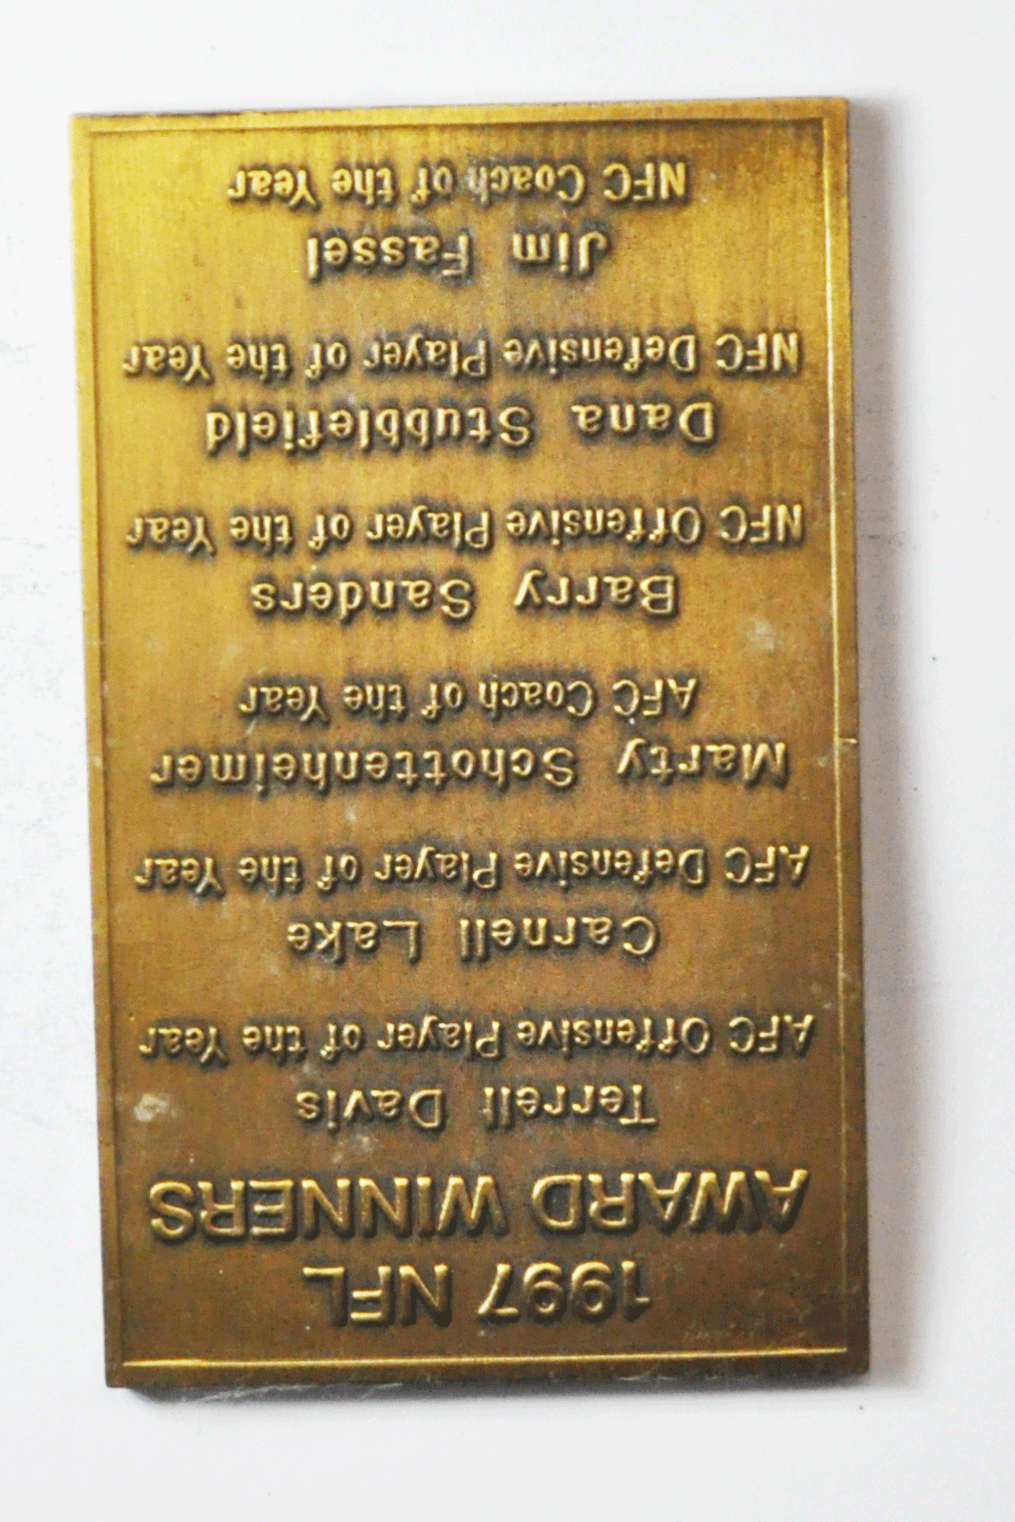 1997 NFL
AWARD WINNERS
Terrell Davis
AFC Offensive Player of the Year
Carnell Lake
AFC Defensive Player of the Year
Marty Schottenheimer
AFC Coach of the Year
Barry Sanders
NFC Offensive Player of the Year
Dana Stubblefield
NFC Defensive Player of the Year
Jim Fassel
NFC Coach of the Year